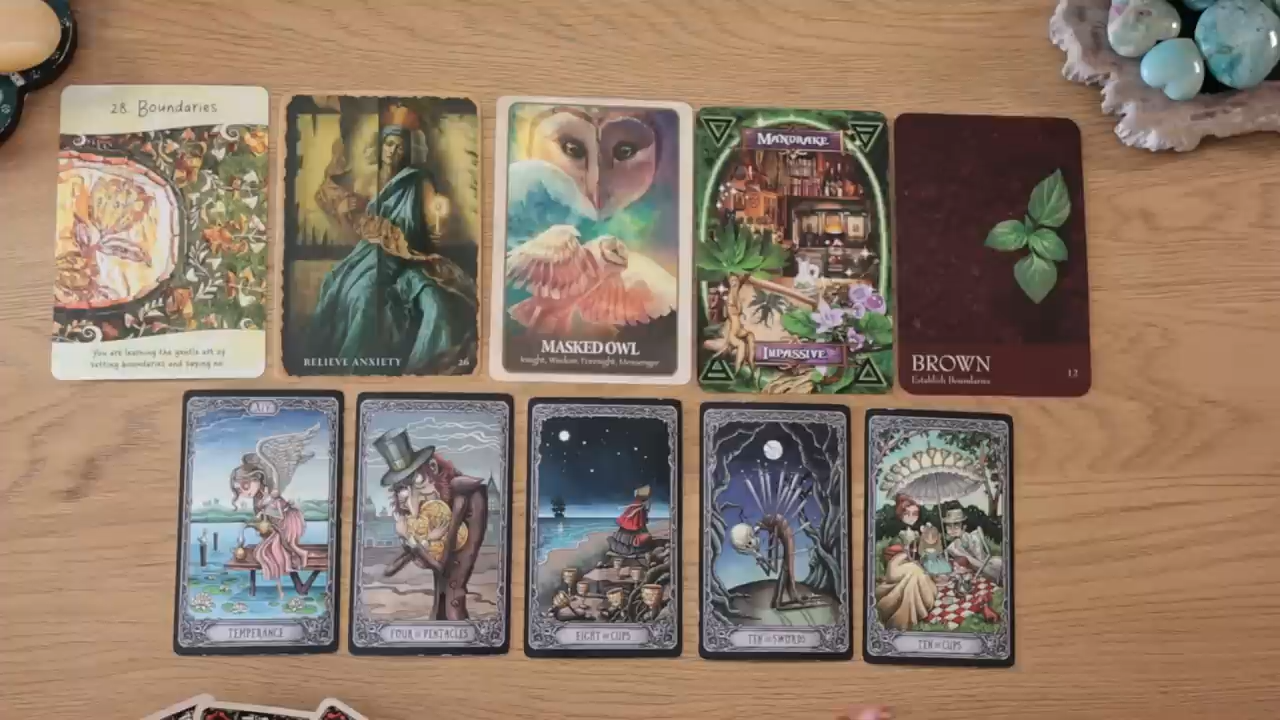 28. Boundaries
You are learning the gentle art of
setting boundaries and saying no.
RELIEVE ANXIETY
26
MASKED OWL
Insight, Wisdom, Foresight, Messenger
MANDRAKE
IMPASSIVE
BROWN
Establish Boundaries
12
XIV
TEMPERANCE
FOUR OF PENTACLES
EIGHT OF CUPS
TEN OF SWORDS
TEN OF CUPS